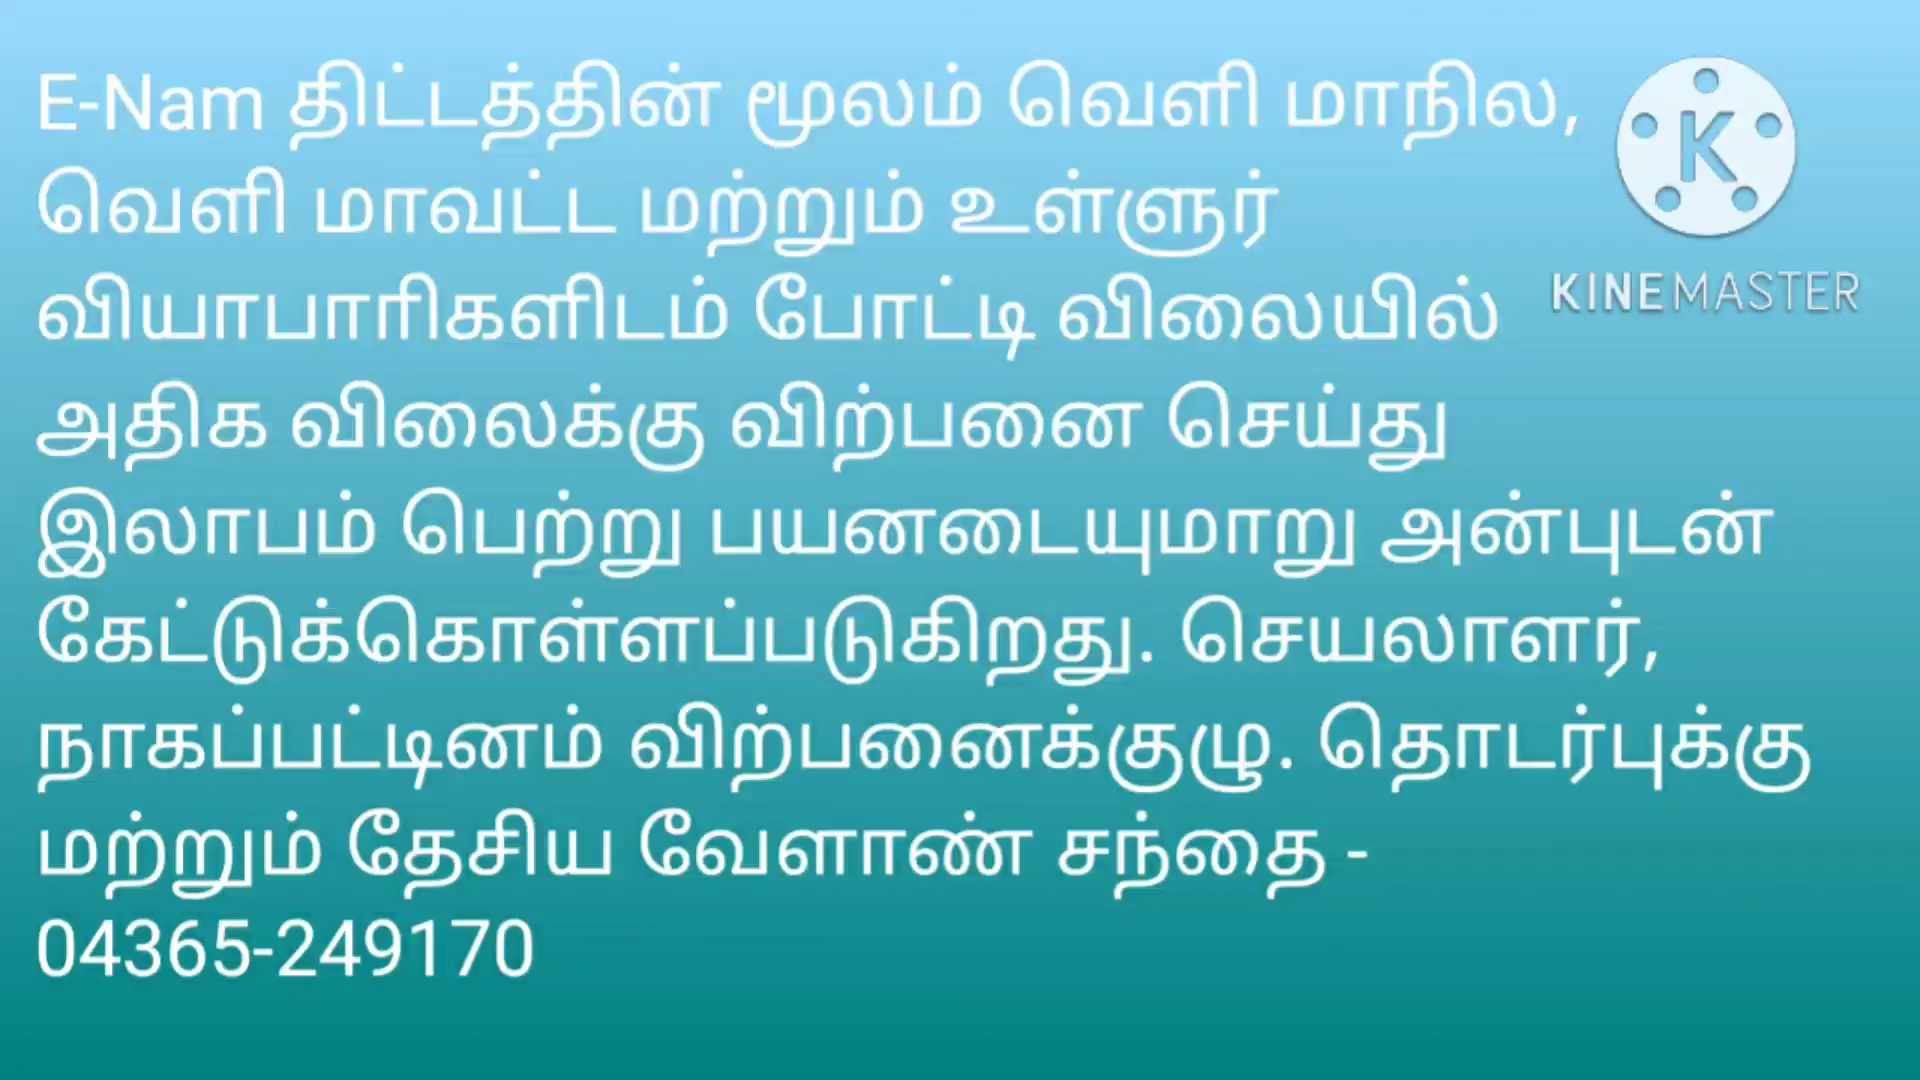 E-Nam திட்டத்தின் மூலம் வெளி மாநில,
வெளி மாவட்ட மற்றும் உள்ளுர்
வியாபாரிகளிடம் போட்டி விலையில்
அதிக விலைக்கு விற்பனை செய்து
இலாபம் பெற்று பயனடையுமாறு அன்புடன்
கேட்டுக்கொள்ளப்படுகிறது. செயலாளர்,
நாகப்பட்டினம் விற்பனைக்குழு. தொடர்புக்கு
மற்றும் தேசிய வேளாண் சந்தை -
04365-249170
K
KINEMASTER